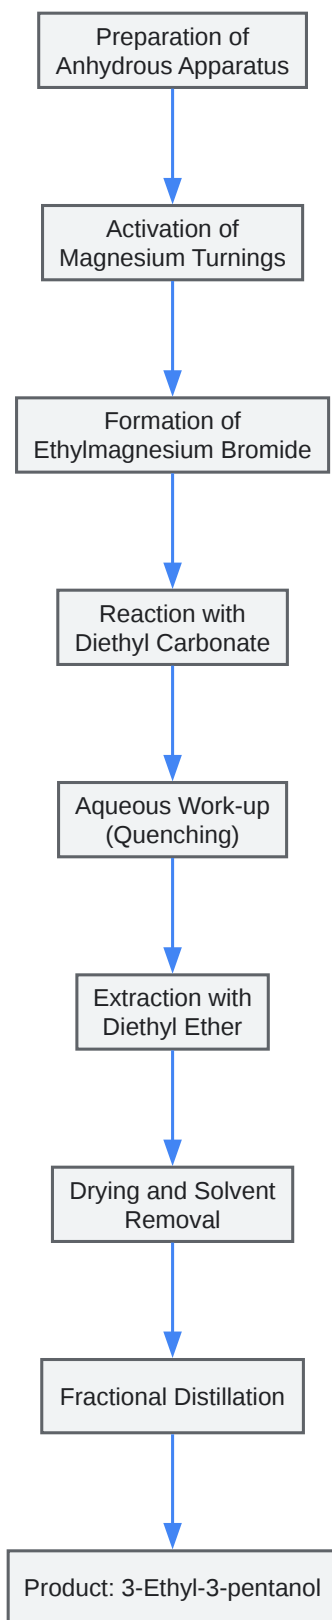 Preparation of
Anhydrous Apparatus
Activation of
Magnesium Turnings
Formation of
Ethylmagnesium Bromide
Reaction with
Diethyl Carbonate
Aqueous Work-up
(Quenching)
Extraction with
Diethyl Ether
Drying and Solvent
Removal
Fractional Distillation
Product: 3-Ethyl-3-pentanol